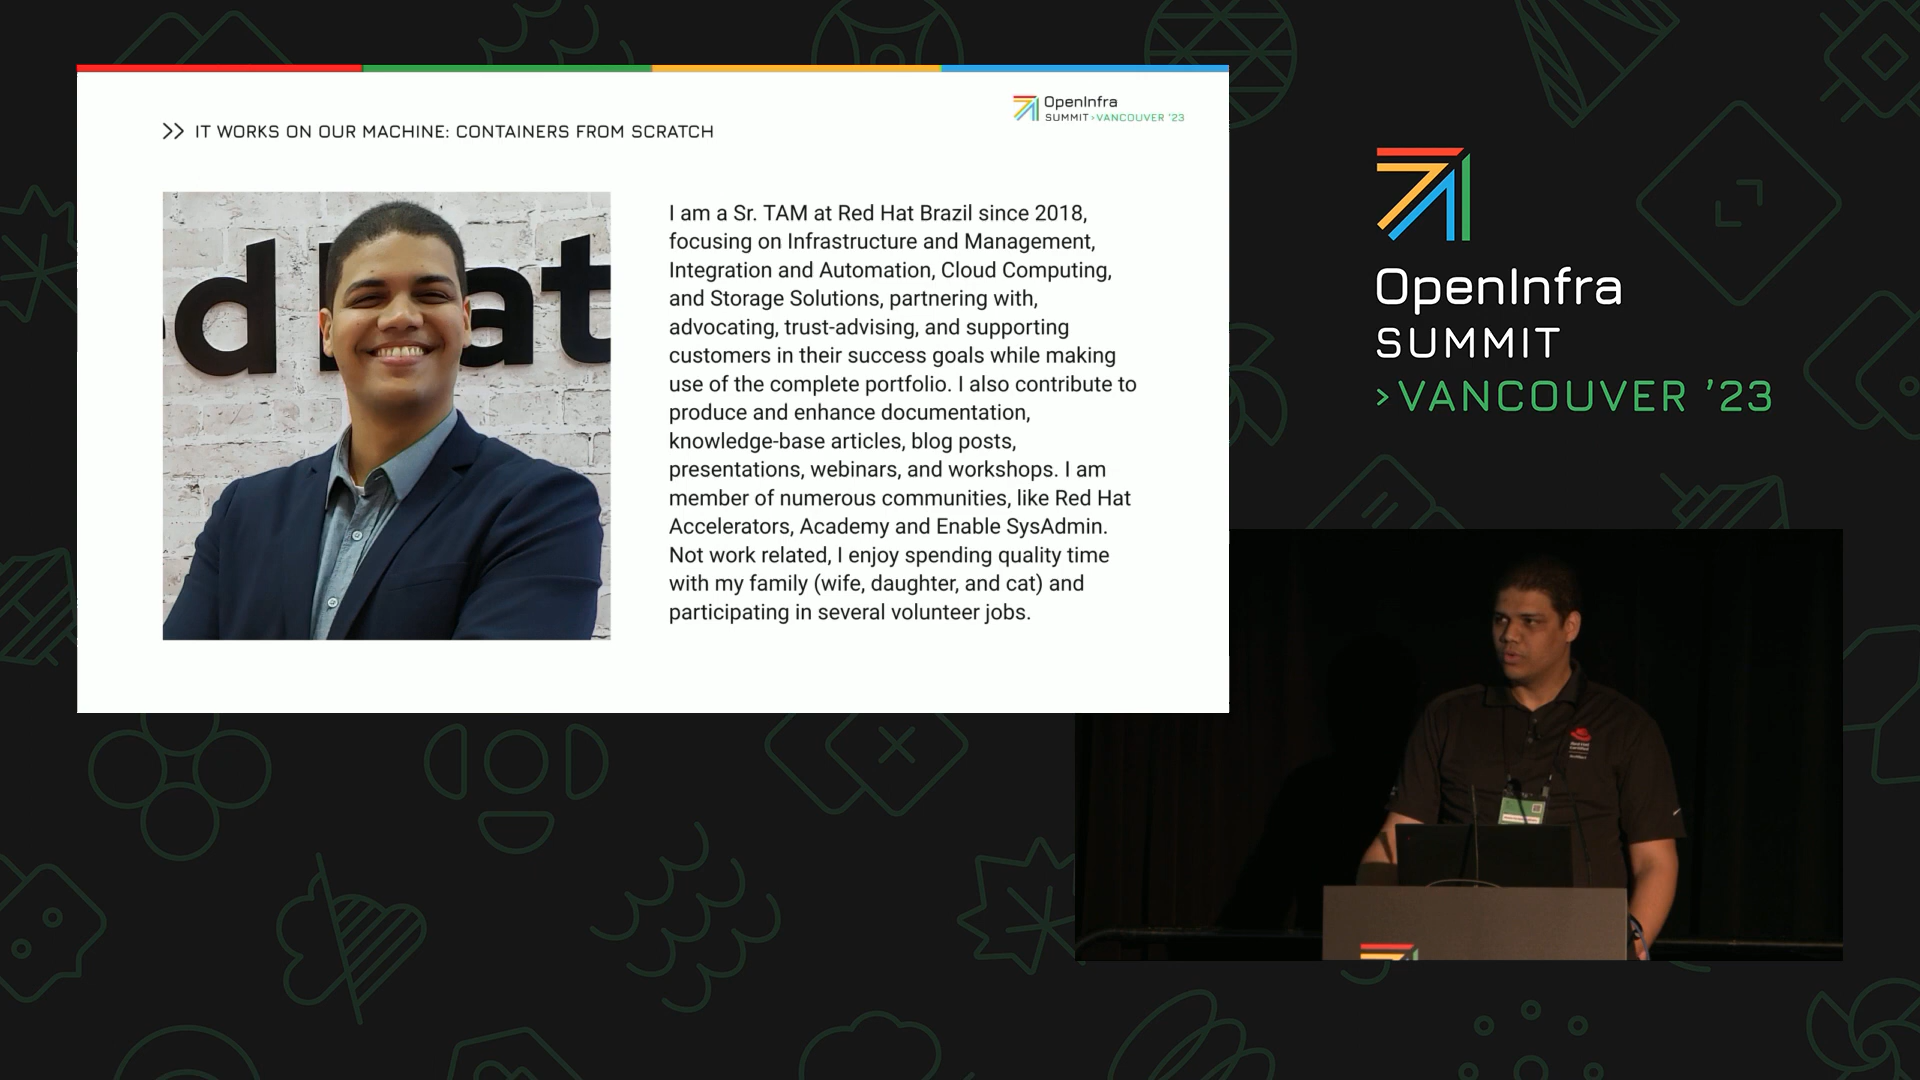 IT WORKS ON OUR MACHINE: CONTAINERS FROM SCRATCH
OpenInfra
SUMMIT›VANCOUVER '23
d Hat
I am a Sr. TAM at Red Hat Brazil since 2018,
focusing on Infrastructure and Management,
Integration and Automation, Cloud Computing,
and Storage Solutions, partnering with,
advocating, trust-advising, and supporting
customers in their success goals while making
use of the complete portfolio. I also contribute to
produce and enhance documentation,
knowledge-base articles, blog posts,
presentations, webinars, and workshops. I am
member of numerous communities, like Red Hat
Accelerators, Academy and Enable SysAdmin.
Not work related, I enjoy spending quality time
with my family (wife, daughter, and cat) and
participating in several volunteer jobs.
OpenInfra
SUMMIT
›VANCOUVER '23